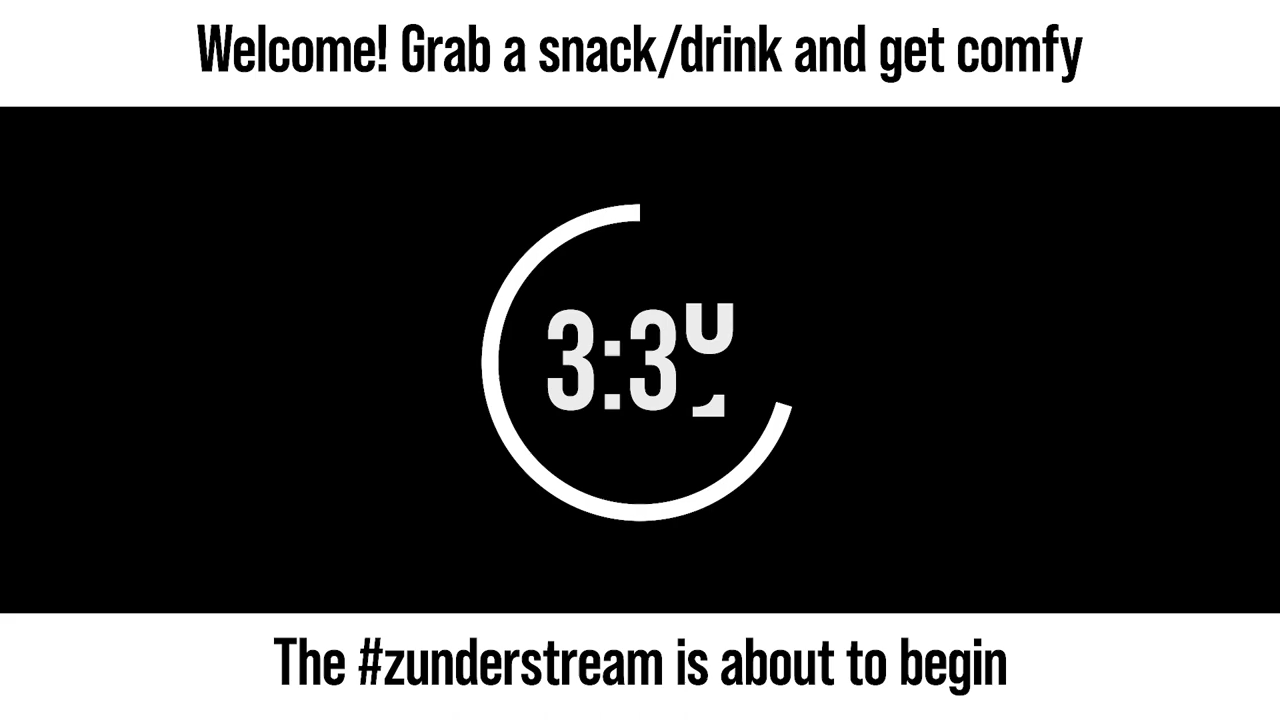 Welcome! Grab a snack/drink and get comfy
3:3
The #zunderstream is about to begin